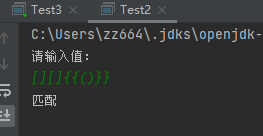 Test3 × Test2 ×
C:\Users\zz664\.jdks\openjdk-
请输入值:
[][]{{()}}
匹配